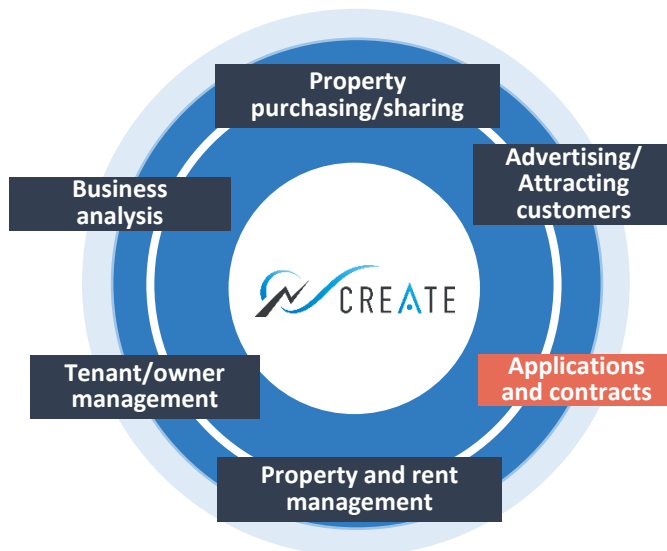 Property
purchasing/sharing
Advertising/
Attracting
customers
Business
analysis
CREATE
Tenant/owner
management
Applications
and contracts
Property and rent
management